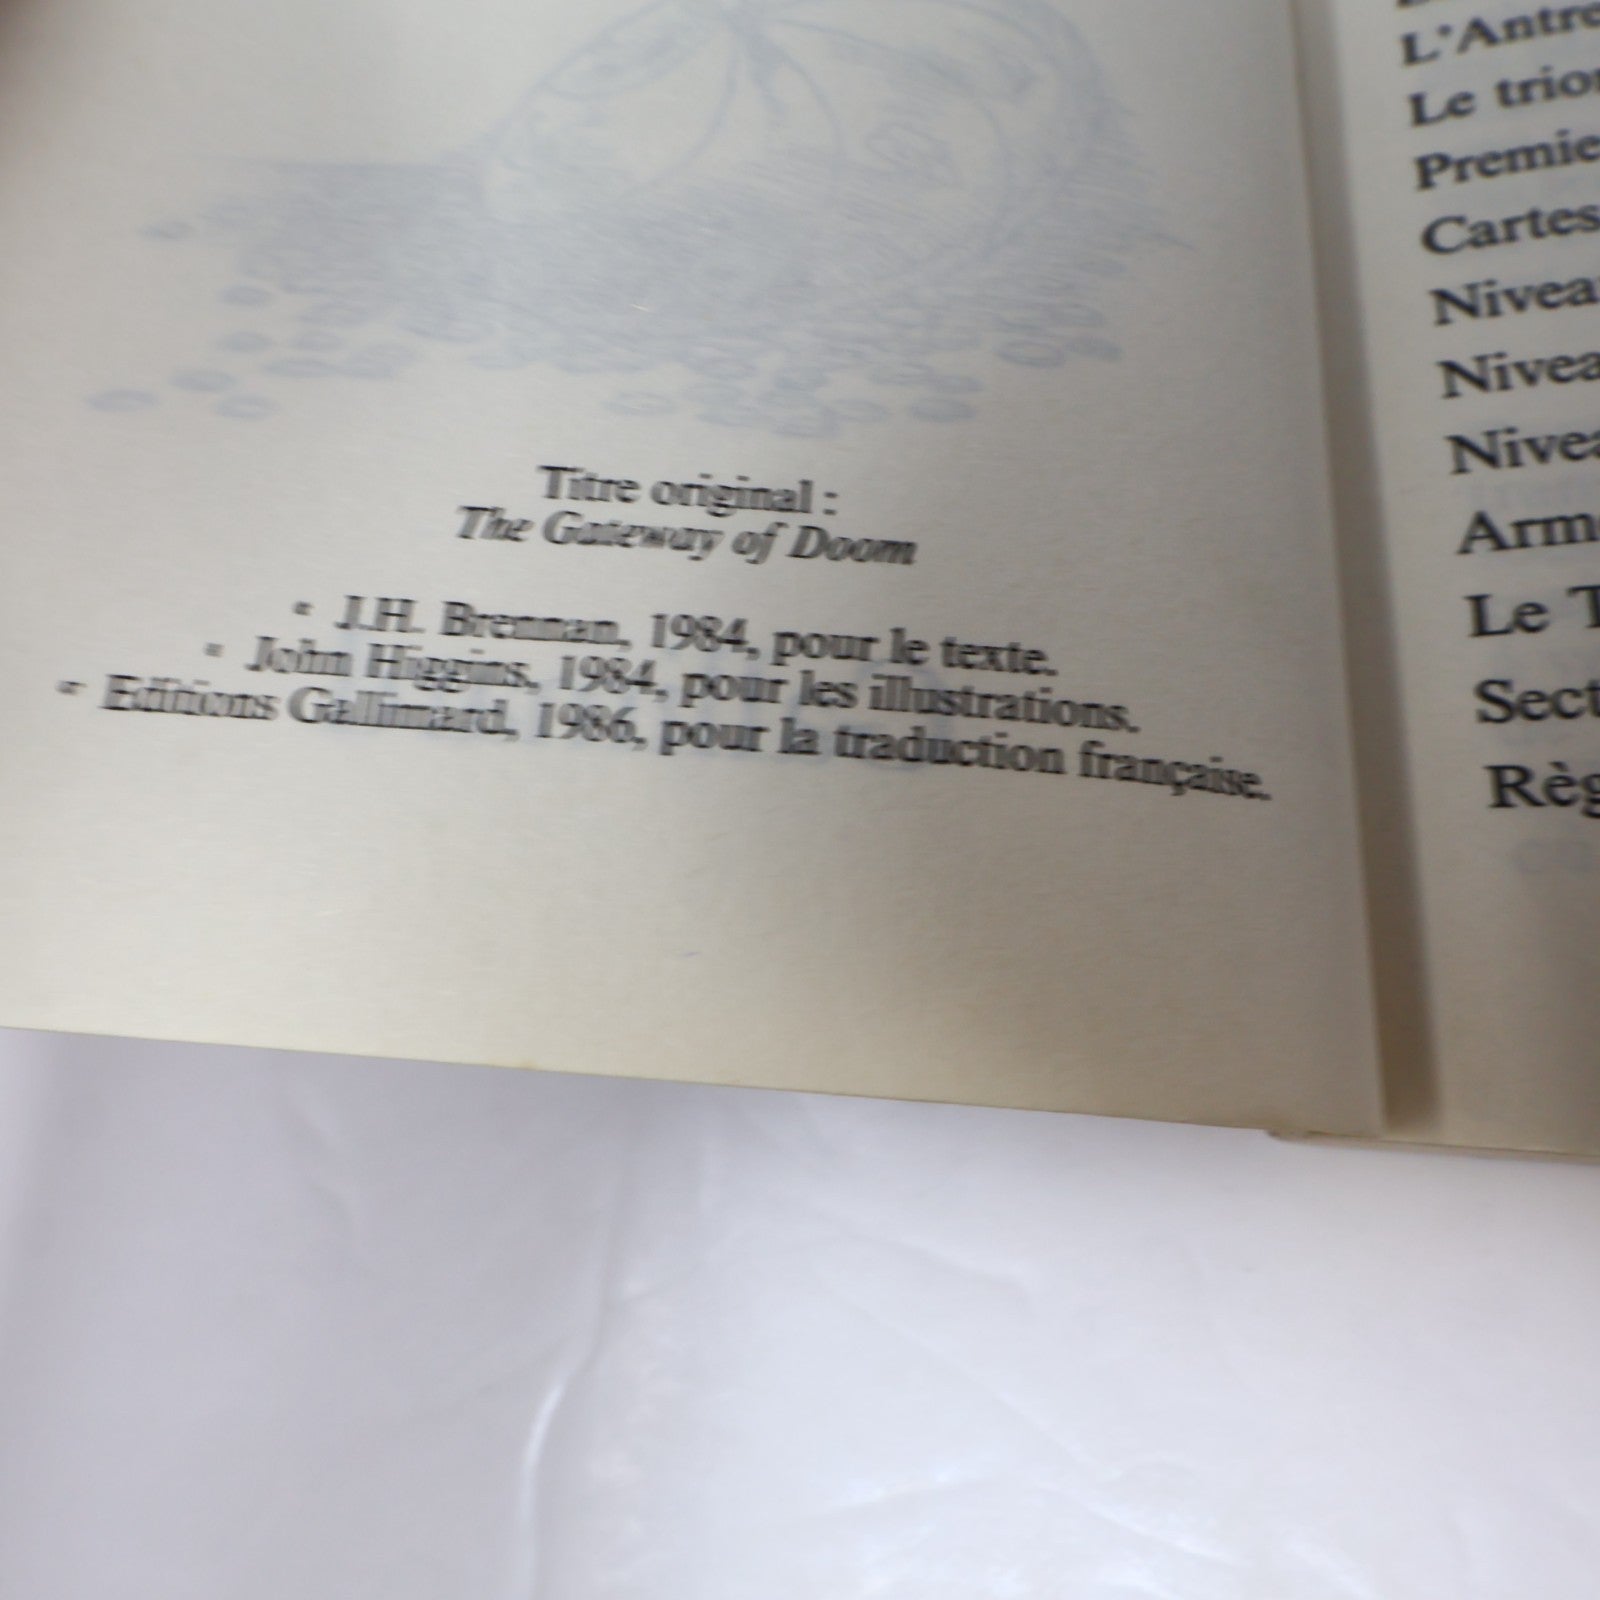 Titre original :
The Gateway of Doom
J.H. Brennan, 1984, pour le texte.
John Higgins, 1984, pour les illustrations.
Editions Gallimard, 1986, pour la traduction française.
L'Antre
Le trio
Premie
Cartes
Nivea
Nivea
Nivea
Arm
Le T
Sect
Règ